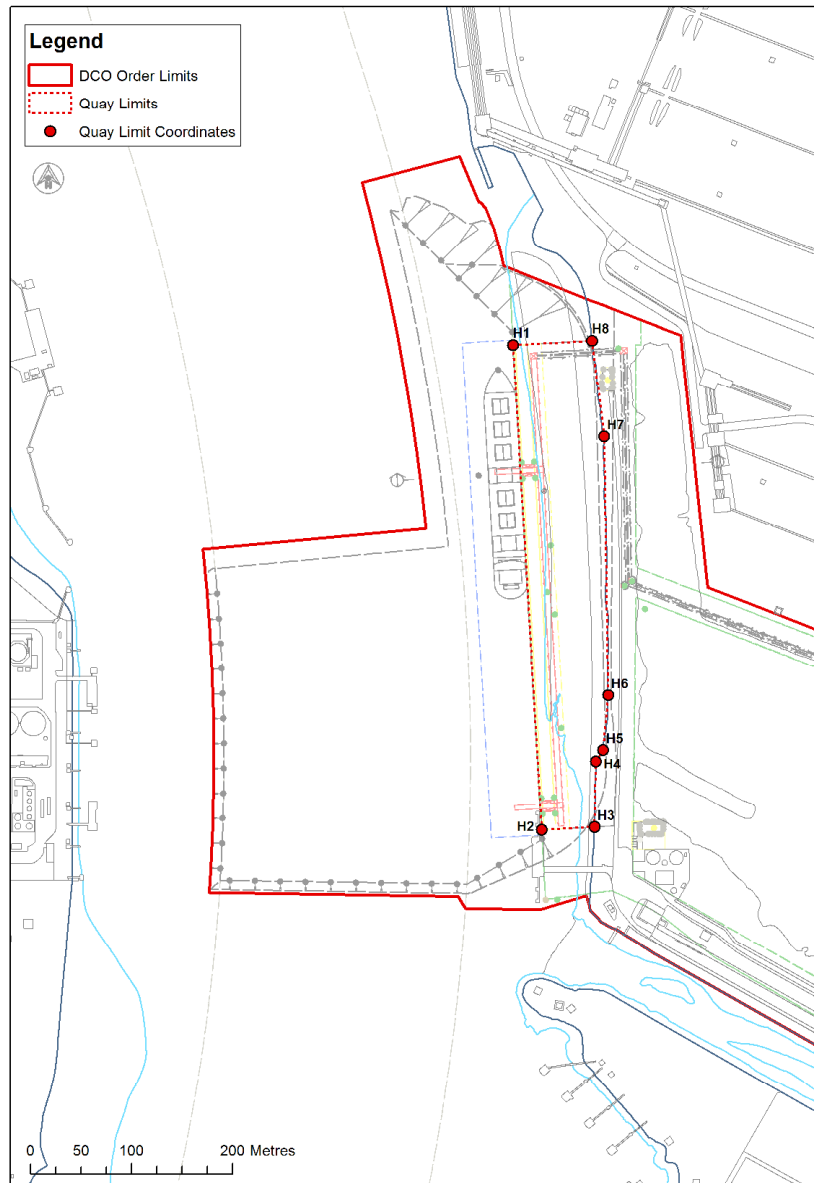 Legend
DCO Order Limits
Quay Limits
Quay Limit Coordinates
H1
H8
H7
H6
H5
H4
H3
H2
0 50 100 200 Metres